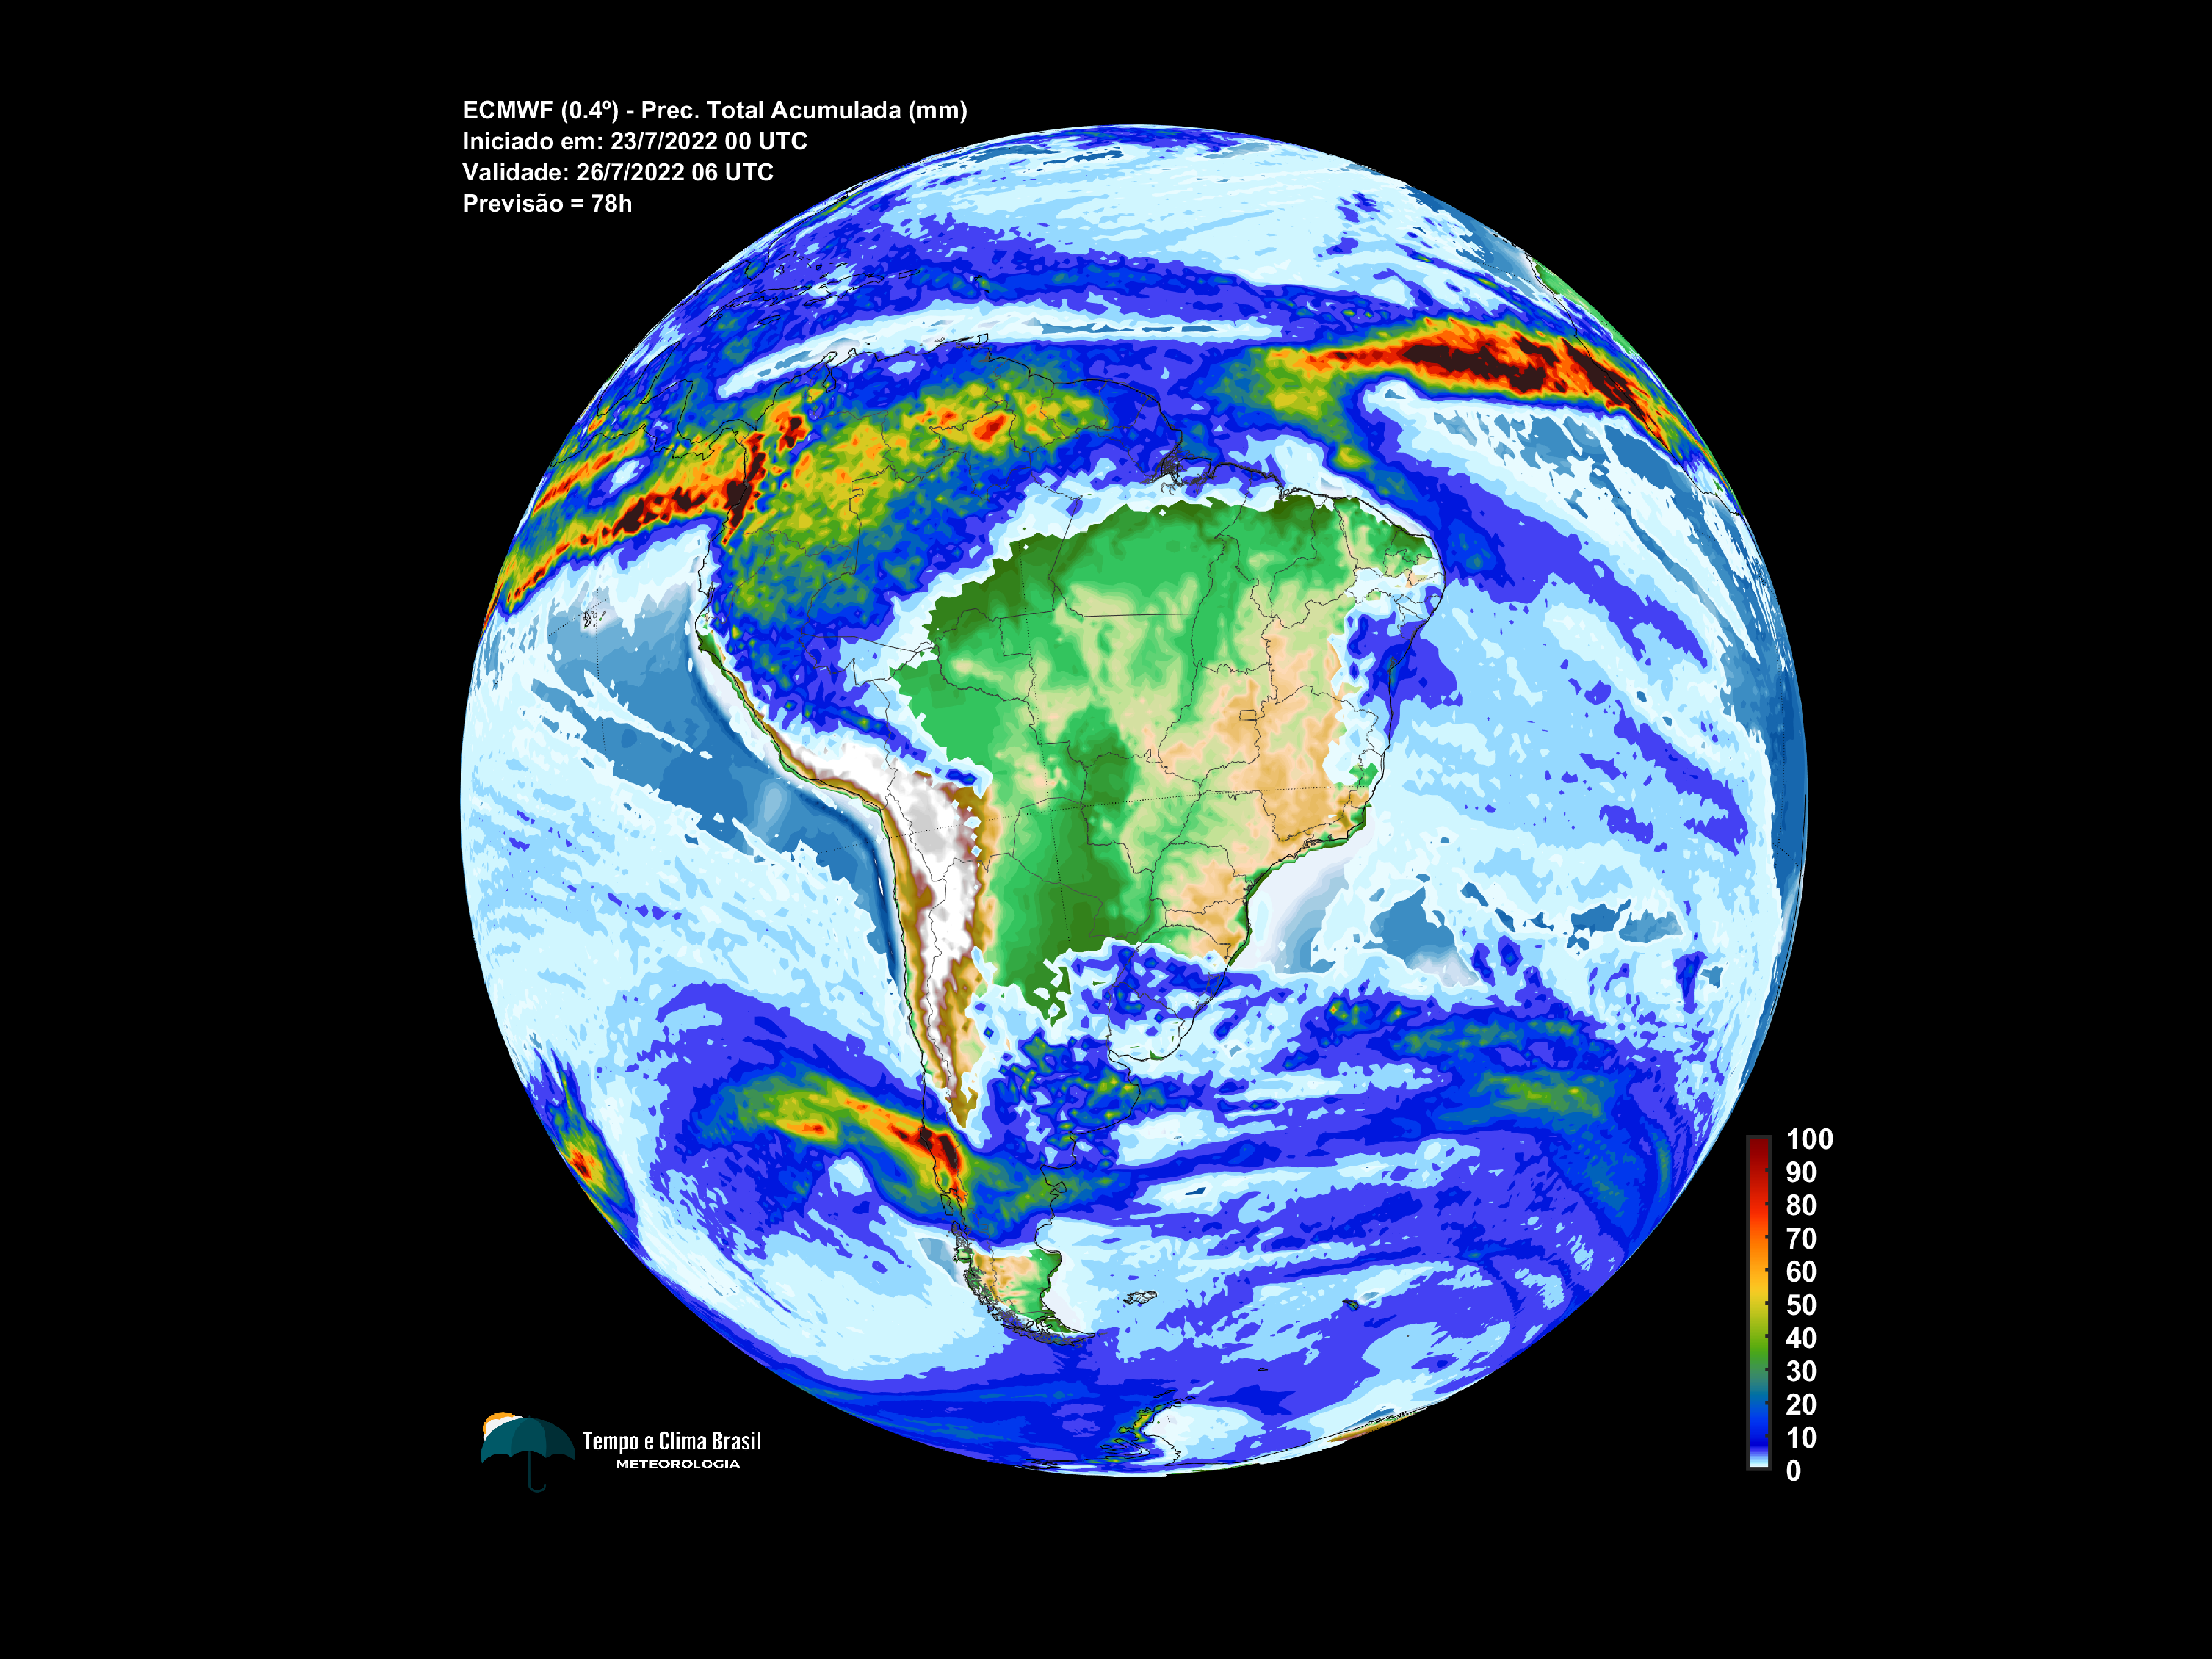 ECMWF (0.4º) - Prec. Total Acumulada (mm)
Iniciado em: 23/7/2022 00 UTC
Validade: 26/7/2022 06 UTC
Previsão = 78h
100
90
80
70
60
50
40
30
20
10
0
Tempo e Clima Brasil
METEOROLOGIA